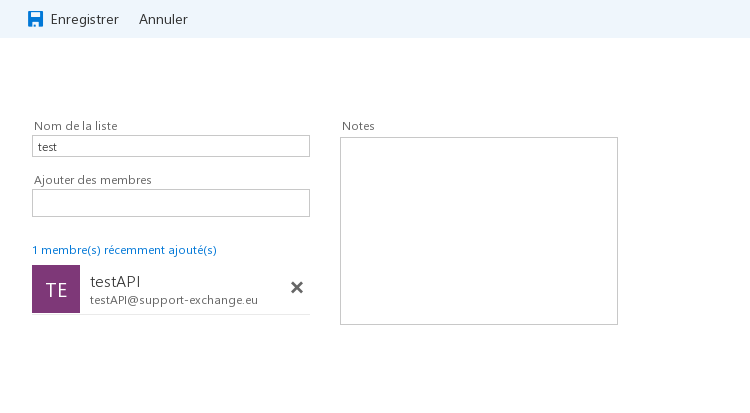 Enregistrer Annuler
Nom de la liste
test
Ajouter des membres
1 membre(s) récemment ajouté(s)
TE
testAPI
testAPI@support-exchange.eu
Notes